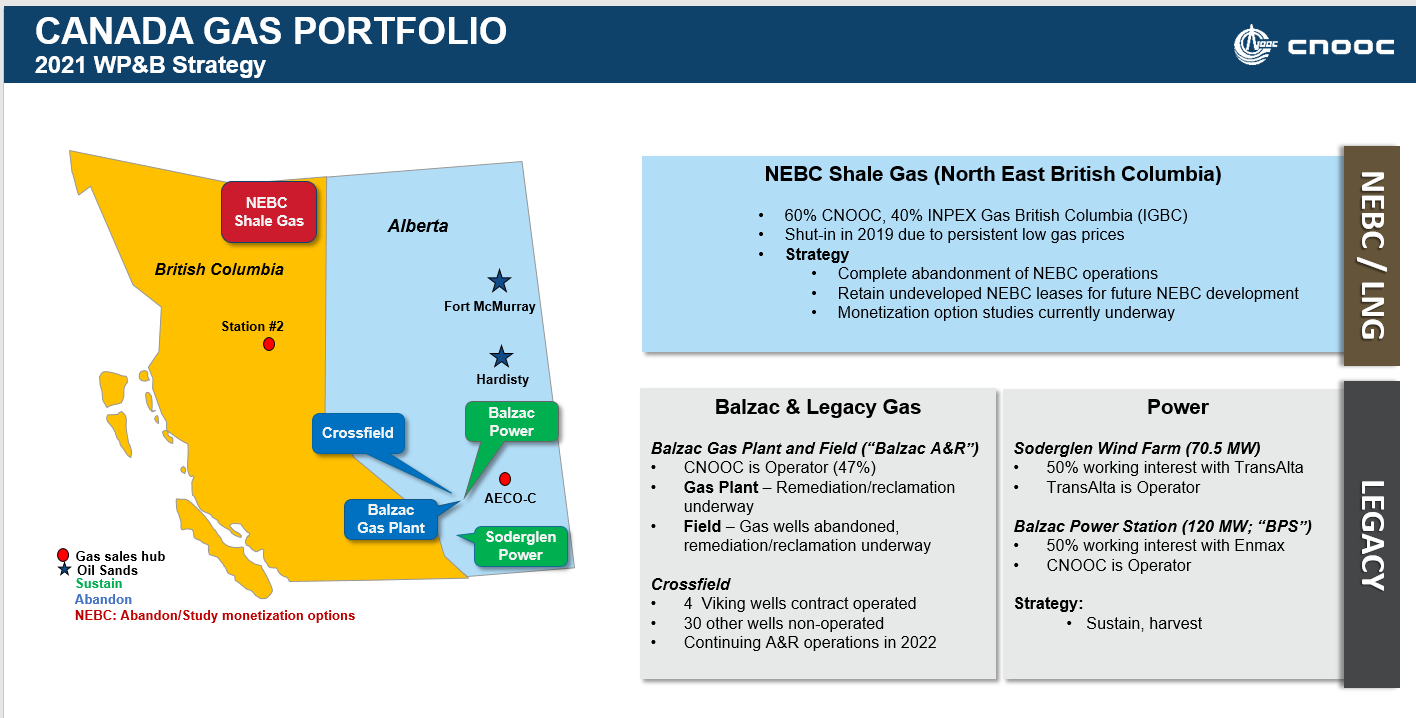 CANADA GAS PORTFOLIO
2021 WP&B Strategy
CNOOC
cnooc
NEBC
Shale Gas
Alberta
British Columbia
Fort McMurray
Station #2
Hardisty
Balzac
Power
Crossfield
AECO-C
Balzac
Gas Plant
Soderglen
Power
Gas sales hub
Oil Sands
Sustain
Abandon
NEBC: Abandon/Study monetization options
NEBC Shale Gas (North East British Columbia)
• 60% CNOOC, 40% INPEX Gas British Columbia (IGBC)
• Shut-in in 2019 due to persistent low gas prices
• Strategy
• Complete abandonment of NEBC operations
• Retain undeveloped NEBC leases for future NEBC development
• Monetization option studies currently underway
NEBC / LNG
Balzac & Legacy Gas
Balzac Gas Plant and Field (“Balzac A&R”)
• CNOOC is Operator (47%)
• Gas Plant – Remediation/reclamation
underway
• Field – Gas wells abandoned,
remediation/reclamation underway
Crossfield
• 4  Viking wells contract operated
• 30 other wells non-operated
• Continuing A&R operations in 2022
Power
Soderglen Wind Farm (70.5 MW)
• 50% working interest with TransAlta
• TransAlta is Operator
Balzac Power Station (120 MW; “BPS”)
• 50% working interest with Enmax
• CNOOC is Operator
Strategy:
• Sustain, harvest
LEGACY